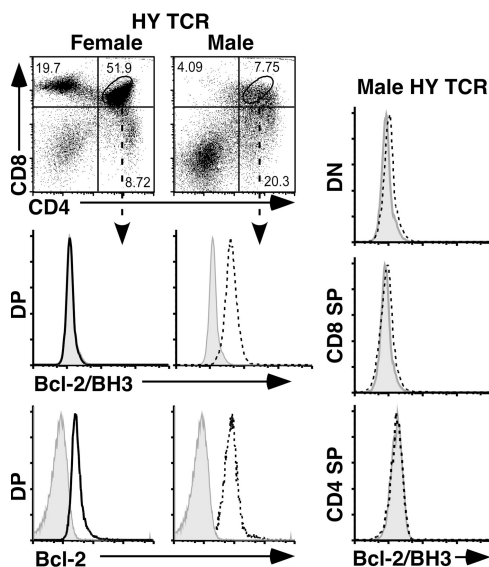 HY TCR
Female Male
19.7 51.9 4.09 7.75
CD8
8.72 20.3
CD4
DP
Bcl-2/BH3
DP
Bcl-2
Male HY TCR
DN
CD8 SP
CD4 SP
Bcl-2/BH3